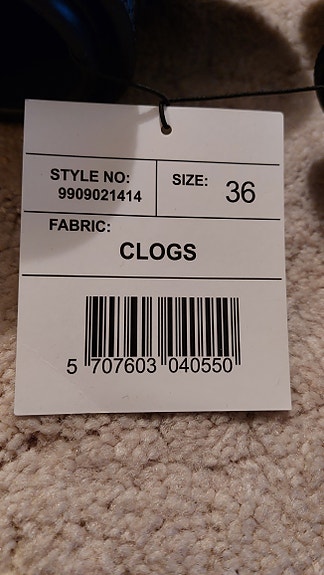 STYLE NO:
9909021414
SIZE: 36
FABRIC:
CLOGS
5 707603 040550